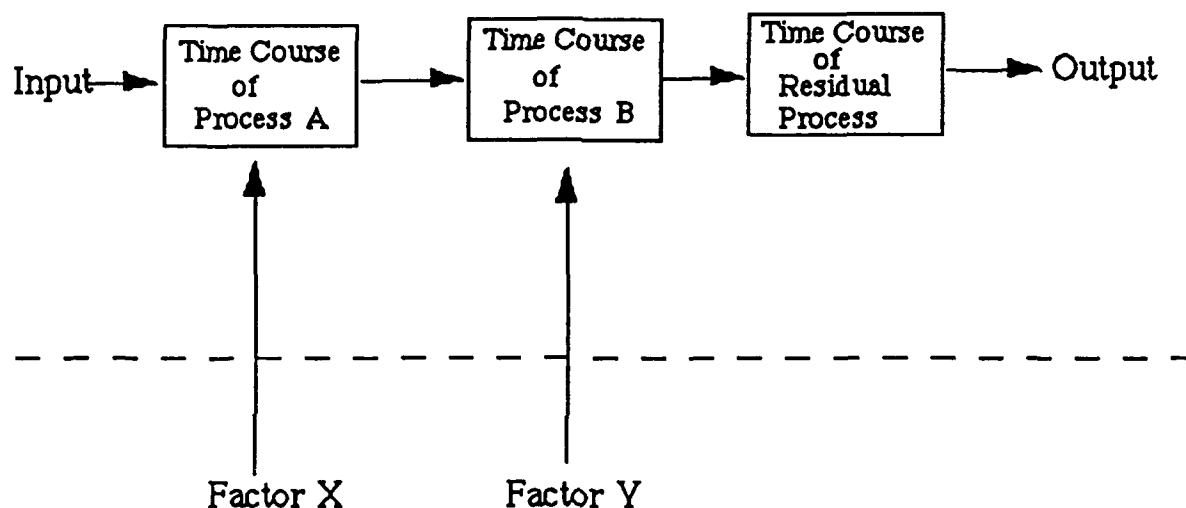 Input
Time Course
of
Process A
Time Course
of
Process B
Time Course
of
Residual
Process
Output
Factor X
Factor Y